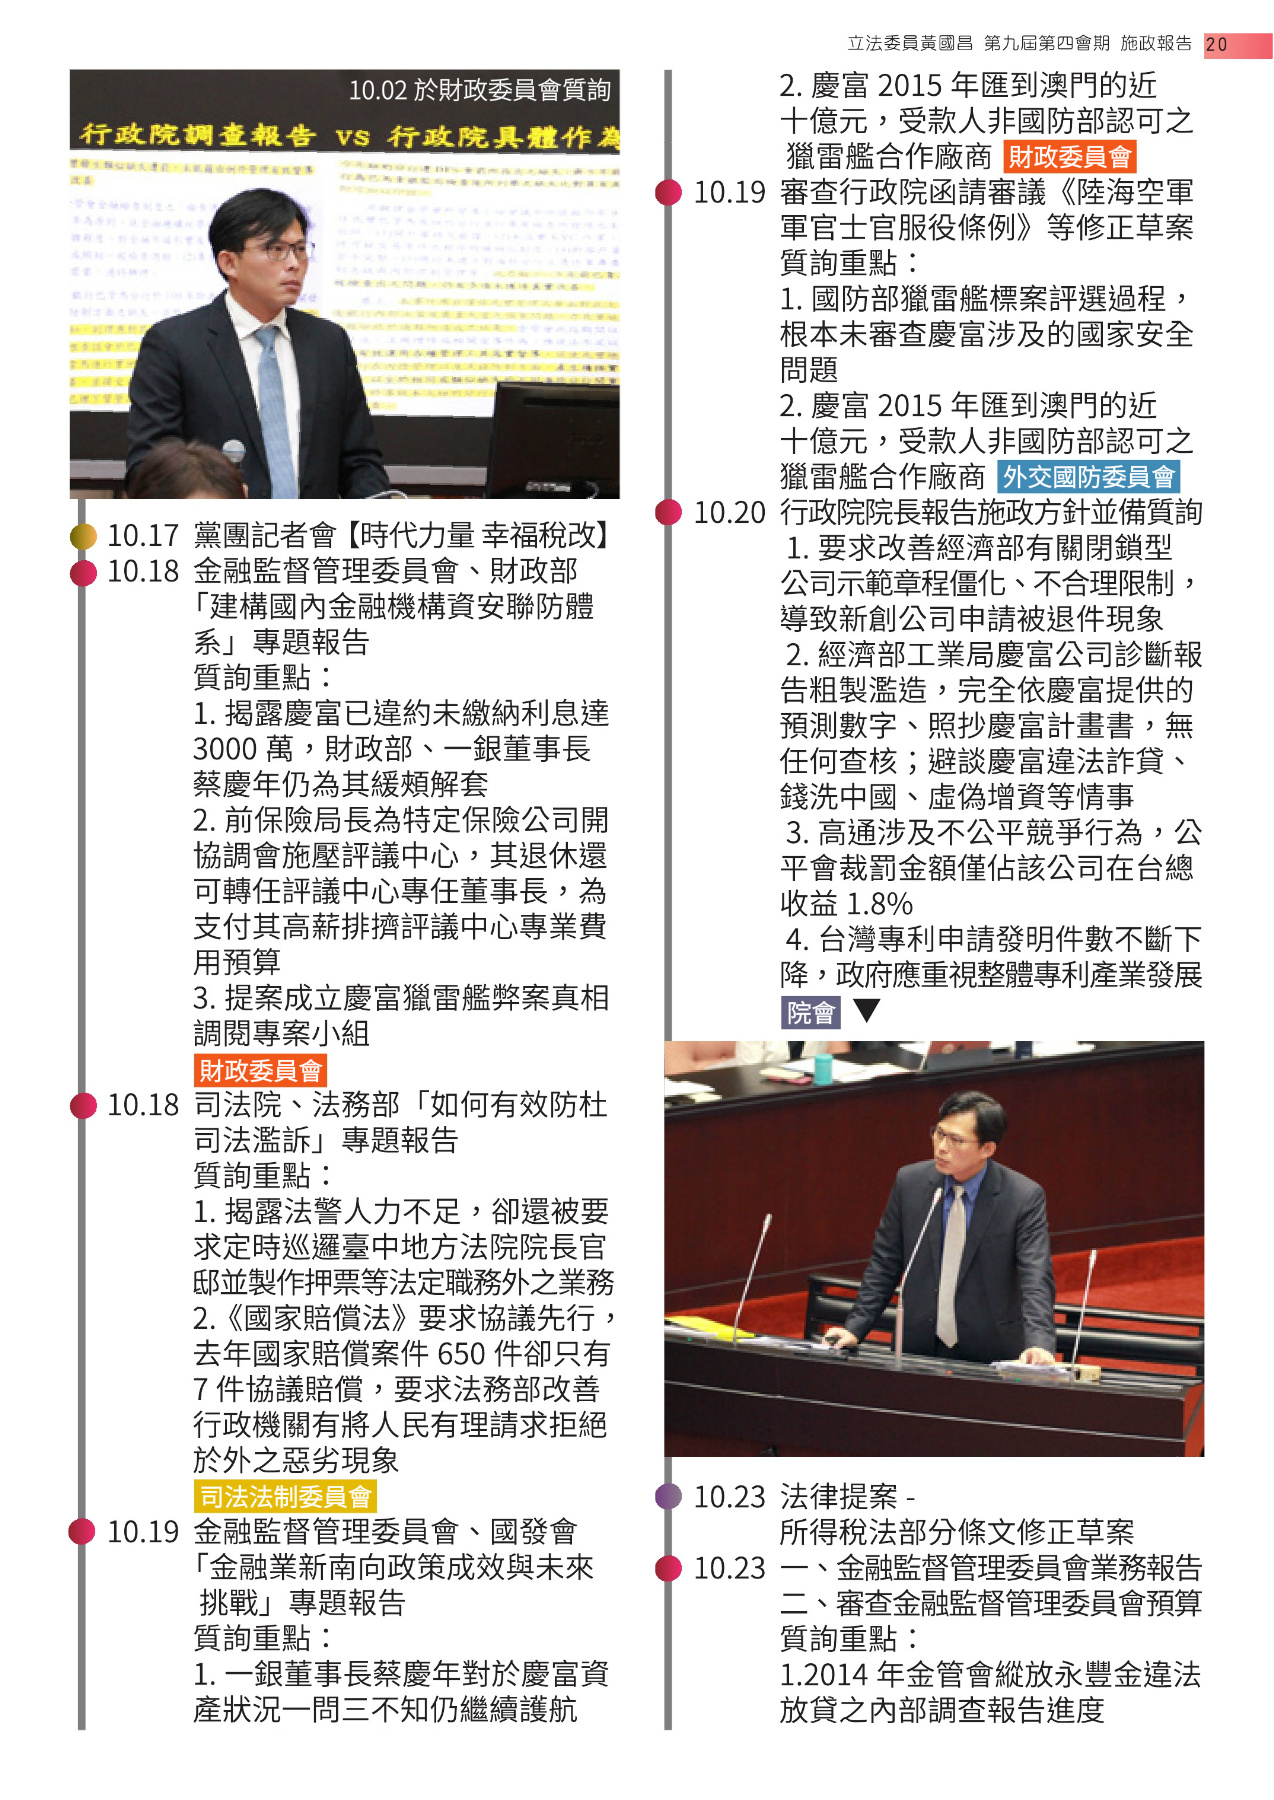 立法委員黃國昌 第九屆第四會期 施政報告 20
10.02 於財政委員會質詢
行政院調查報告 vs 行政院具體作為
10.17 黨團記者會【時代力量 幸福稅改】
10.18 金融監督管理委員會、財政部
「建構國內金融機構資安聯防體
系」專題報告
質詢重點：
1. 揭露慶富已違約未繳納利息達
3000 萬，財政部、一銀董事長
蔡慶年仍為其緩頰解套
2. 前保險局長為特定保險公司開
協調會施壓評議中心，其退休還
可轉任評議中心專任董事長，為
支付其高薪排擠評議中心專業費
用預算
3. 提案成立慶富獵雷艦弊案真相
調閱專案小組
財政委員會
10.18 司法院、法務部「如何有效防杜
司法濫訴」專題報告
質詢重點：
1. 揭露法警人力不足，卻還被要
求定時巡邏臺中地方法院院長官
邸並製作押票等法定職務外之業務
2.《國家賠償法》要求協議先行，
去年國家賠償案件 650 件卻只有
7 件協議賠償，要求法務部改善
行政機關有將人民有理請求拒絕
於外之惡劣現象
司法法制委員會
10.19 金融監督管理委員會、國發會
「金融業新南向政策成效與未來
挑戰」專題報告
質詢重點：
1. 一銀董事長蔡慶年對於慶富資
產狀況一問三不知仍繼續護航
2. 慶富 2015 年匯到澳門的近
十億元，受款人非國防部認可之
獵雷艦合作廠商 財政委員會
10.19 審查行政院函請審議《陸海空軍
軍官士官服役條例》等修正草案
質詢重點：
1. 國防部獵雷艦標案評選過程，
根本未審查慶富涉及的國家安全
問題
2. 慶富 2015 年匯到澳門的近
十億元，受款人非國防部認可之
獵雷艦合作廠商 外交國防委員會
10.20 行政院院長報告施政方針並備質詢
1. 要求改善經濟部有關閉鎖型
公司示範章程僵化、不合理限制，
導致新創公司申請被退件現象
2. 經濟部工業局慶富公司診斷報
告粗製濫造，完全依慶富提供的
預測數字、照抄慶富計畫書，無
任何查核；避談慶富違法詐貸、
錢洗中國、虛偽增資等情事
3. 高通涉及不公平競爭行為，公
平會裁罰金額僅佔該公司在台總
收益 1.8%
4. 台灣專利申請發明件數不斷下
降，政府應重視整體專利產業發展
院會 ▼
10.23 法律提案 -
所得稅法部分條文修正草案
10.23 一、金融監督管理委員會業務報告
二、審查金融監督管理委員會預算
質詢重點：
1.2014 年金管會縱放永豐金違法
放貸之內部調查報告進度